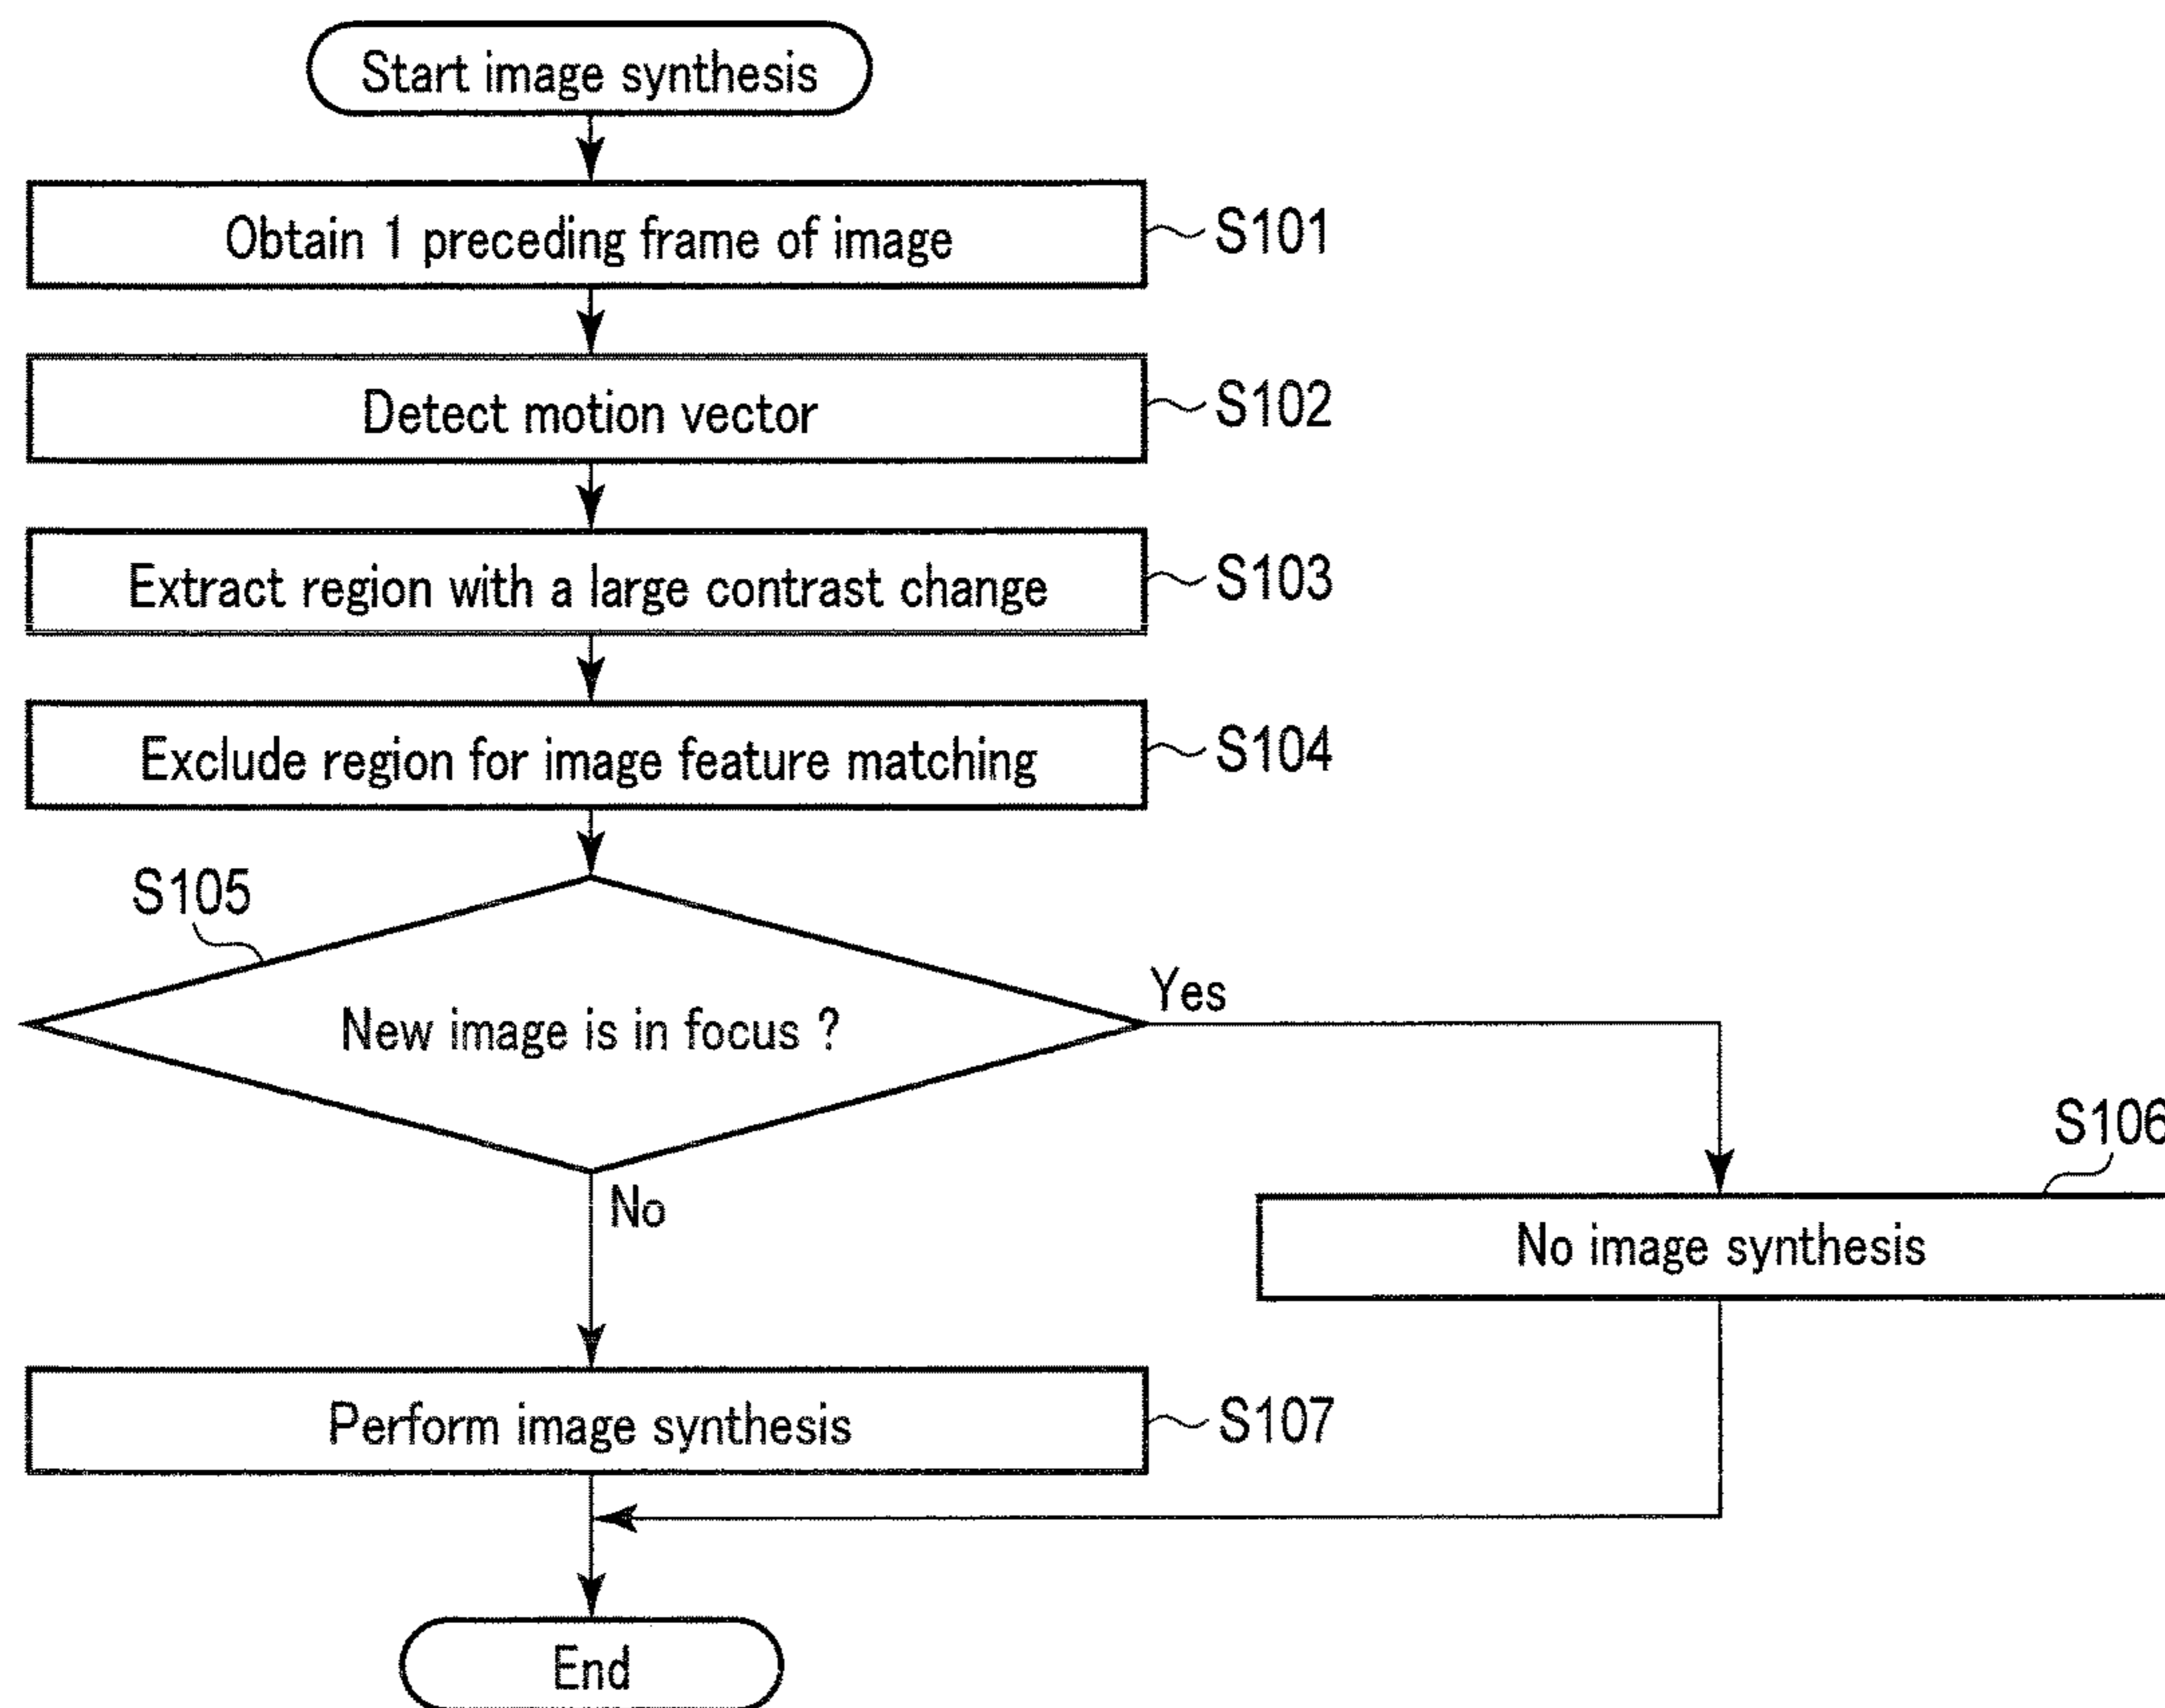 Start image synthesis
Obtain 1 preceding frame of image
S101
Detect motion vector
S102
Extract region with a large contrast change
S103
Exclude region for image feature matching
S104
S105
New image is in focus ?
Yes
No
S106
No image synthesis
Perform image synthesis
S107
End